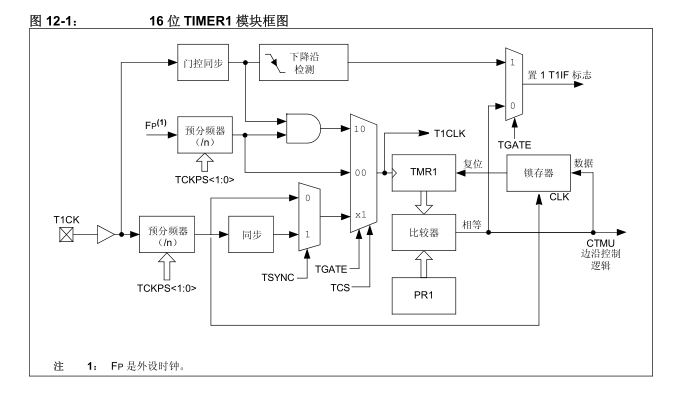 图 12-1: 16 位 TIMER1 模块框图
门控同步
下降沿
检测
1
置 1 T1IF 标志
0
TGATE
FP(1)
预分频器
(/n)
TCKPS<1:0>
10
00
x1
T1CLK
TMR1
复位
锁存器
数据
CLK
T1CK
预分频器
(/n)
TCKPS<1:0>
同步
0
1
TSYNC
TGATE
TCS
比较器
相等
CTMU
边沿控制
逻辑
PR1
注 1: FP 是外设时钟。